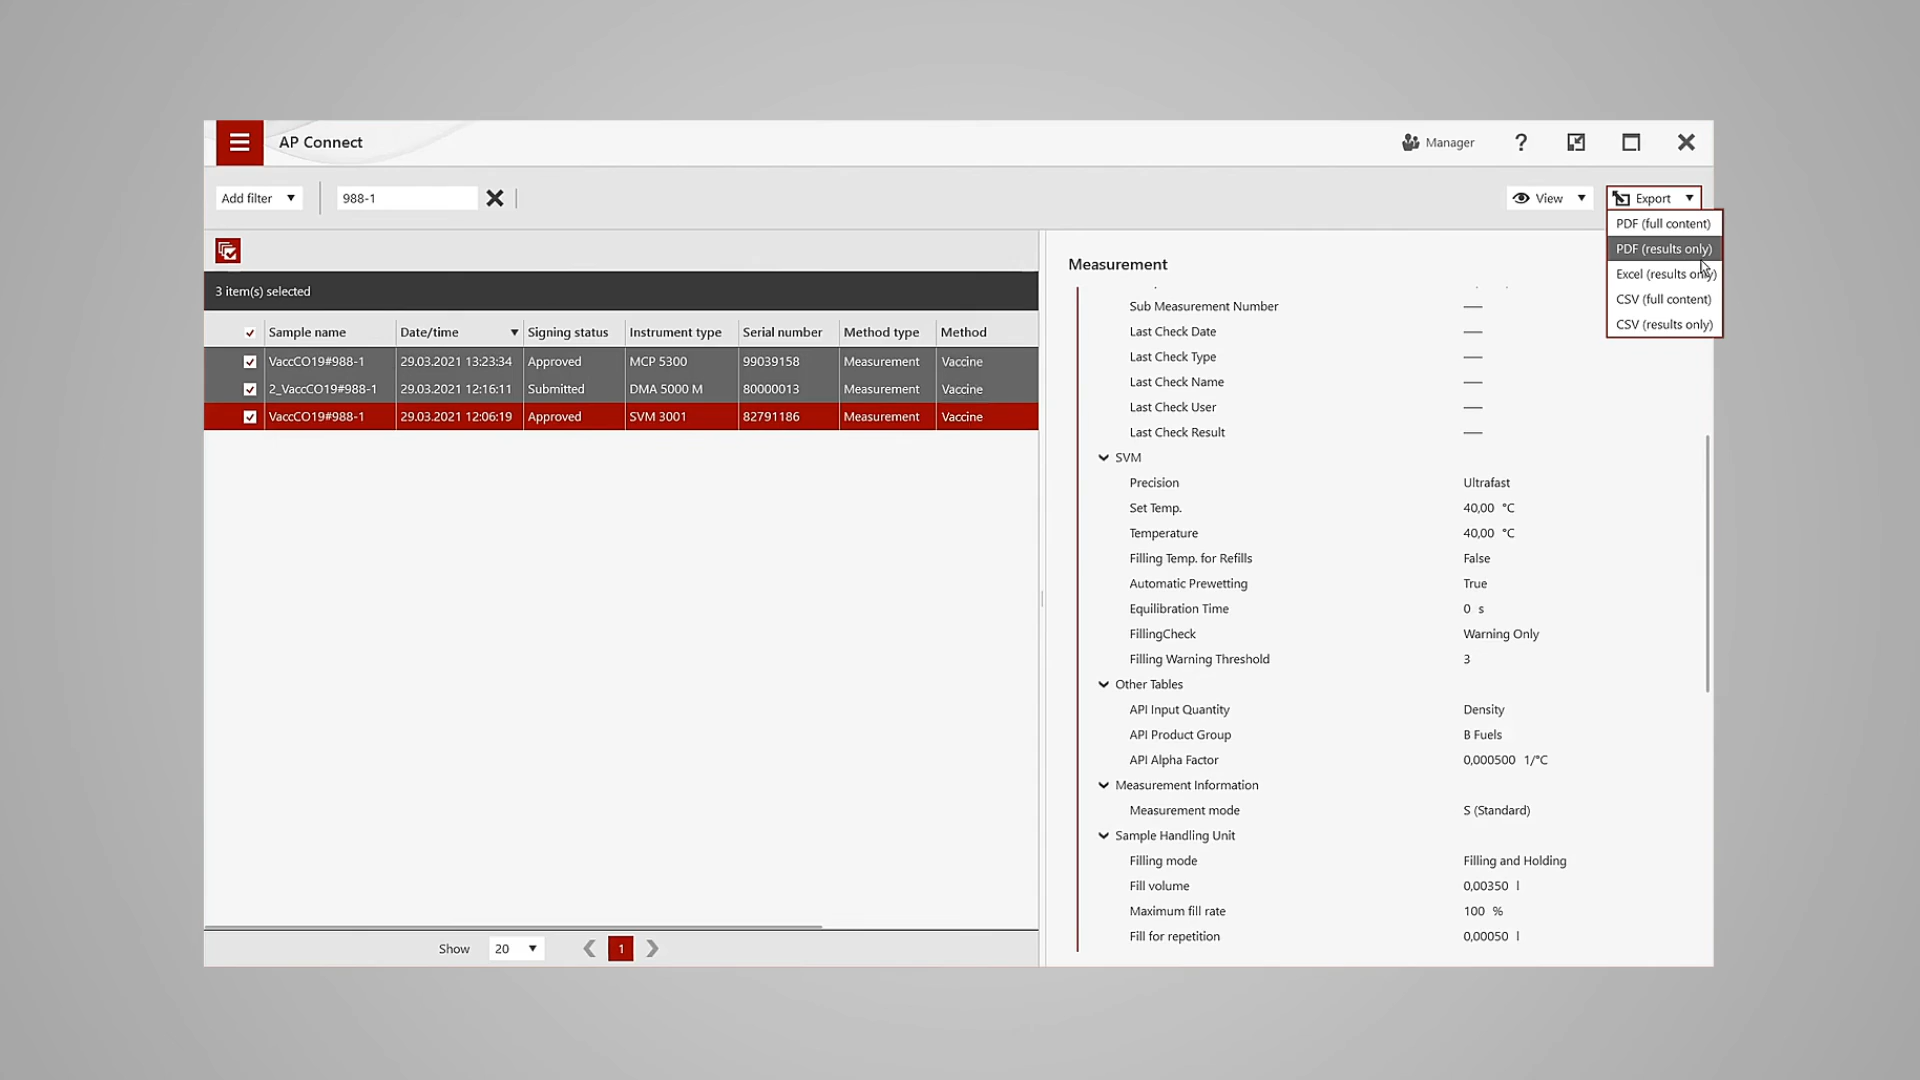 AP Connect
Manager
?
Add filter
988-1
View
Export
PDF (full content)
PDF (results only)
Excel (results only)
CSV (full content)
CSV (results only)
3 item(s) selected
Sample name Date/time Signing status Instrument type Serial number Method type Method
VaccCO19#988-1 29.03.2021 13:23:34 Approved MCP 5300 99039158 Measurement Vaccine
2_VaccCO19#988-1 29.03.2021 12:16:11 Submitted DMA 5000 M 80000013 Measurement Vaccine
VaccCO19#988-1 29.03.2021 12:06:19 Approved SVM 3001 82791186 Measurement Vaccine
Show 20 1
Measurement
Sub Measurement Number —
Last Check Date —
Last Check Type —
Last Check Name —
Last Check User —
Last Check Result —
SVM
Precision Ultrafast
Set Temp. 40,00 °C
Temperature 40,00 °C
Filling Temp. for Refills False
Automatic Prewetting True
Equilibration Time 0 s
FillingCheck Warning Only
Filling Warning Threshold 3
Other Tables
API Input Quantity Density
API Product Group B Fuels
API Alpha Factor 0,000500 1/°C
Measurement Information
Measurement mode S (Standard)
Sample Handling Unit
Filling mode Filling and Holding
Fill volume 0,00350 l
Maximum fill rate 100 %
Fill for repetition 0,00050 l